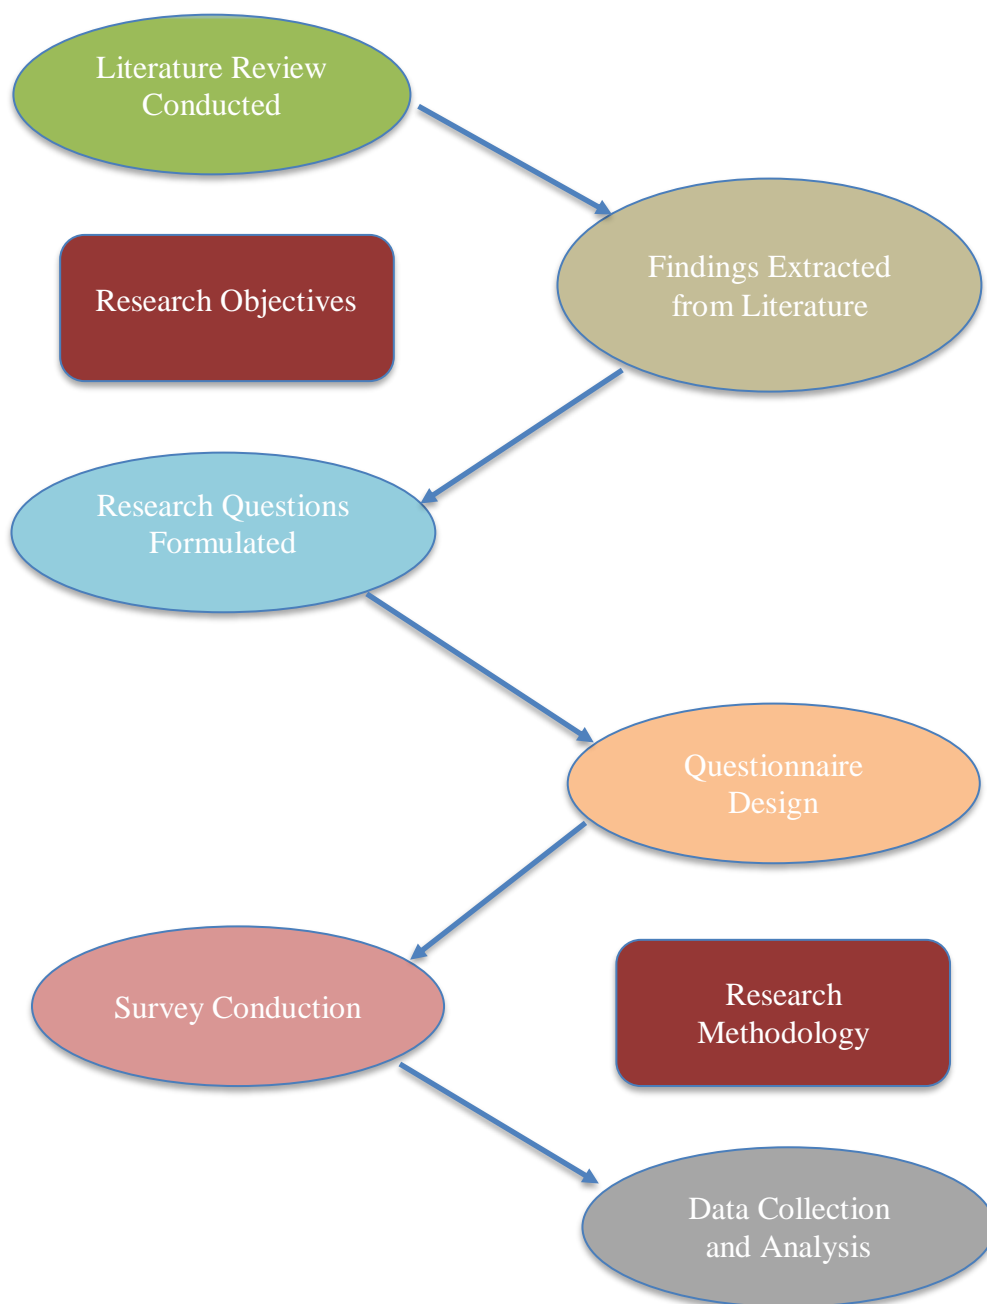 Literature Review
Conducted
Findings Extracted
from Literature
Research Objectives
Research Questions
Formulated
Questionnaire
Design
Survey Conduction
Research
Methodology
Data Collection
and Analysis